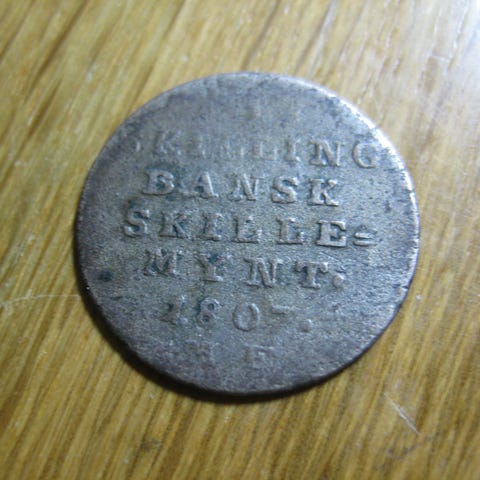 SKILLING
DANSK
SKILLE=
MYNT.
1807.